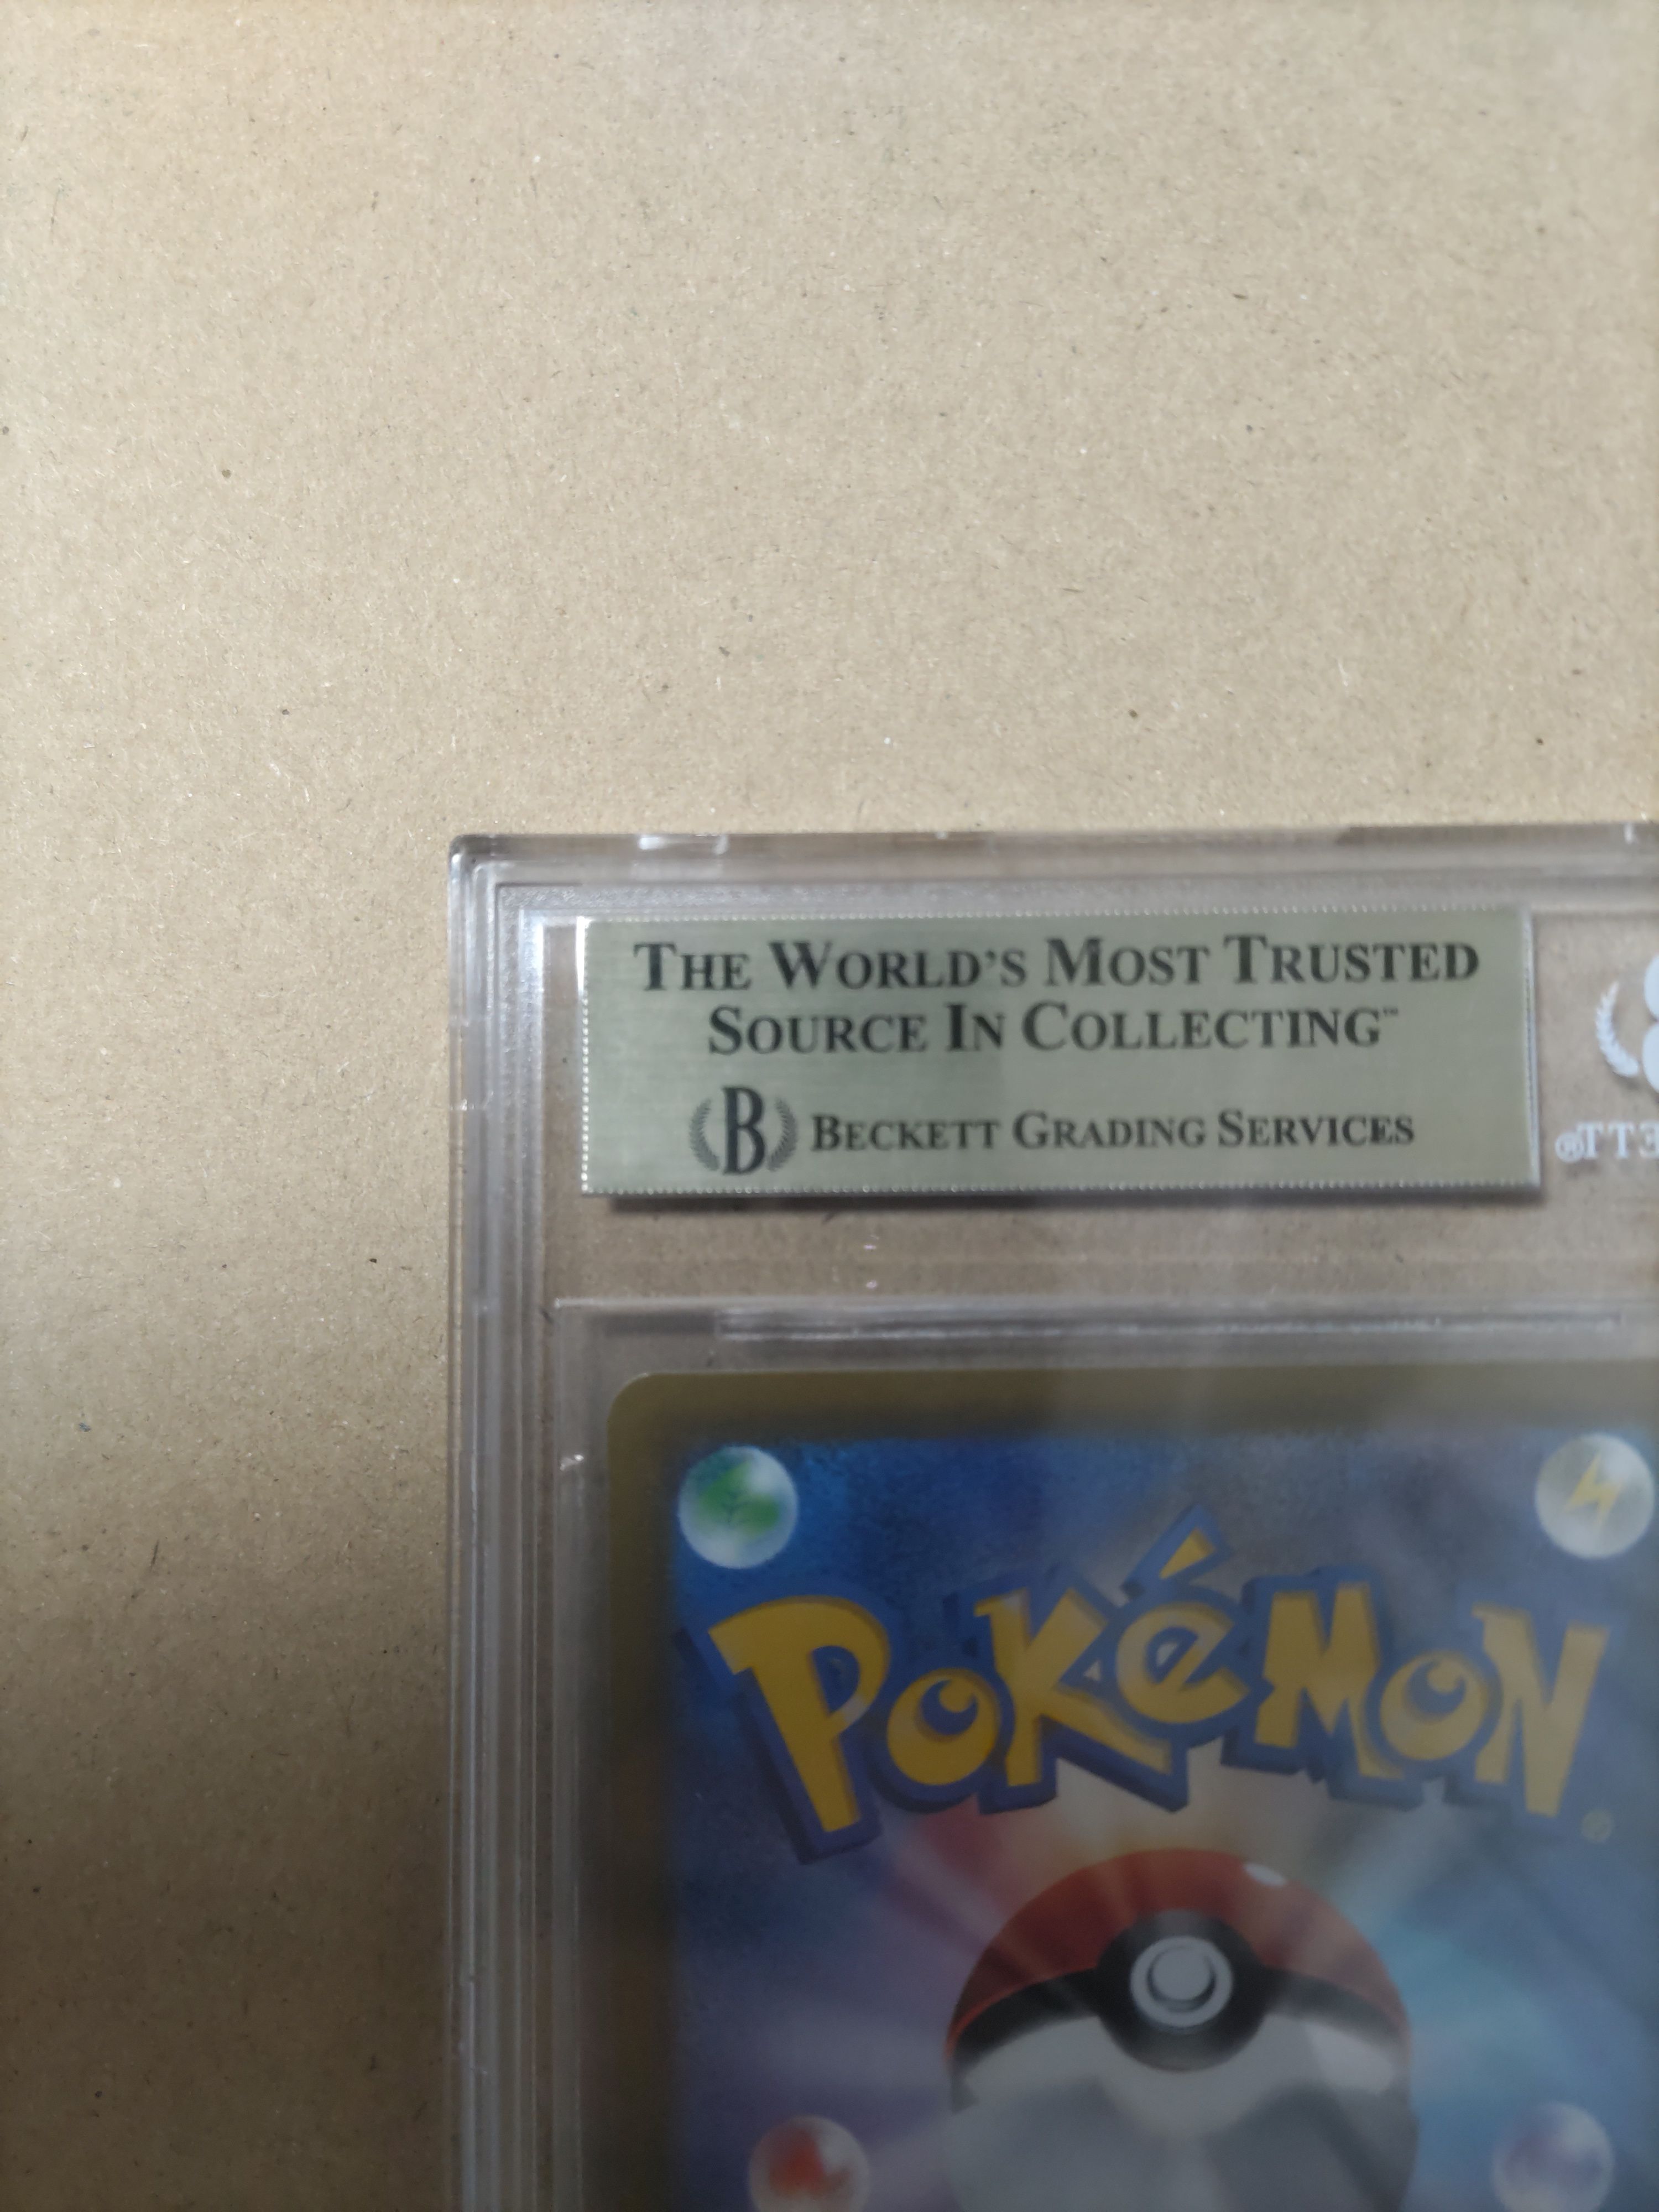 THE WORLD'S MOST TRUSTED
SOURCE IN COLLECTING™
B BECKETT GRADING SERVICES
POKéMON®